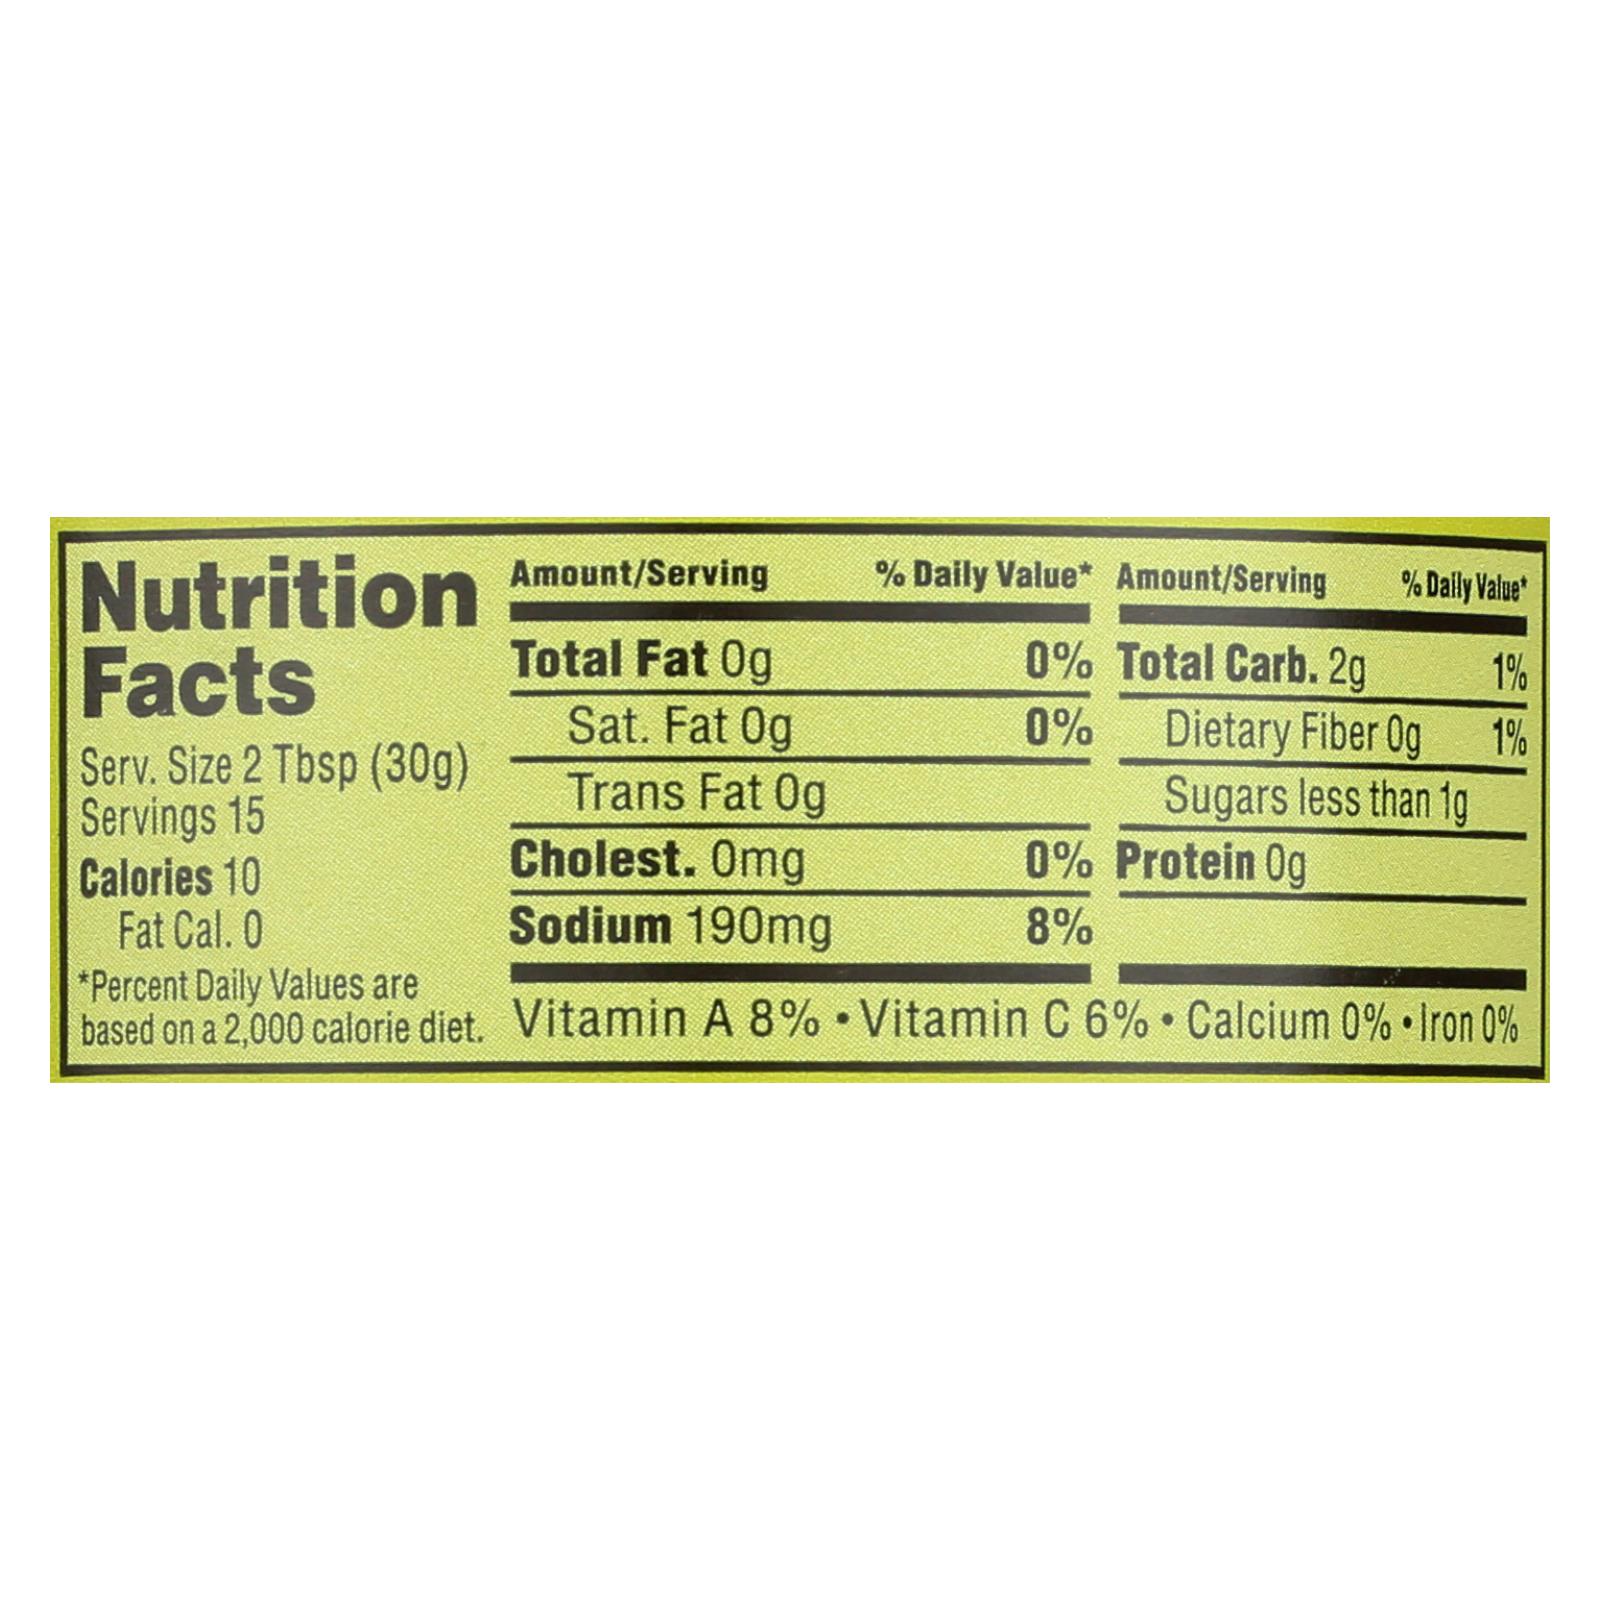 Nutrition
Facts
Serv. Size 2 Tbsp (30g)
Servings 15
Calories 10
Fat Cal. 0
*Percent Daily Values are
based on a 2,000 calorie diet.
Amount/Serving % Daily Value*
Total Fat 0g 0%
Sat. Fat 0g 0%
Trans Fat 0g
Cholest. 0mg 0%
Sodium 190mg 8%
Amount/Serving % Daily Value*
Total Carb. 2g 1%
Dietary Fiber 0g 1%
Sugars less than 1g
Protein 0g
Vitamin A 8% • Vitamin C 6% • Calcium 0% • Iron 0%